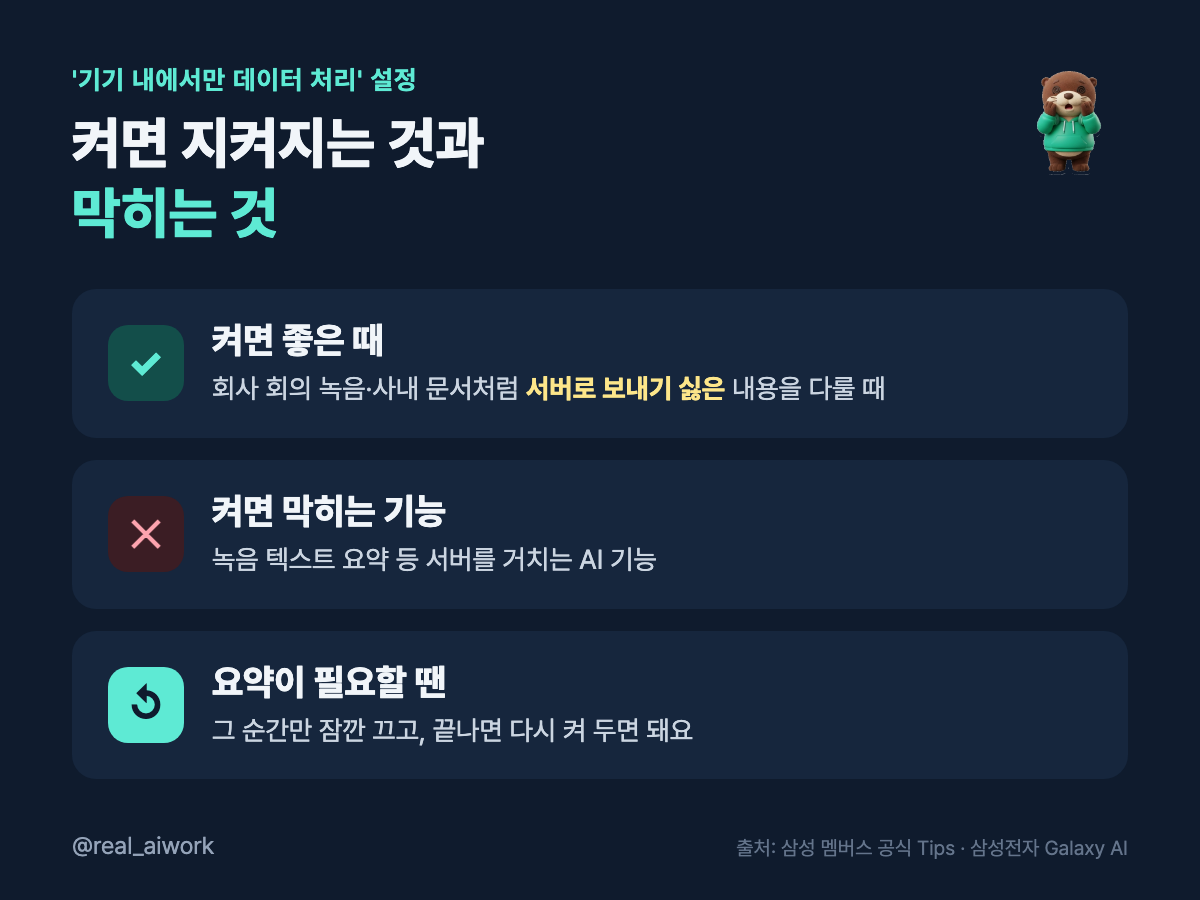 '기기 내에서만 데이터 처리' 설정
켜면 지켜지는 것과
막히는 것
켜면 좋은 때
회사 회의 녹음·사내 문서처럼 서버로 보내기 싫은 내용을 다룰 때
켜면 막히는 기능
녹음 텍스트 요약 등 서버를 거치는 AI 기능
요약이 필요할 땐
그 순간만 잠깐 끄고, 끝나면 다시 켜 두면 돼요
@real_aiwork
출처: 삼성 멤버스 공식 Tips · 삼성전자 Galaxy AI